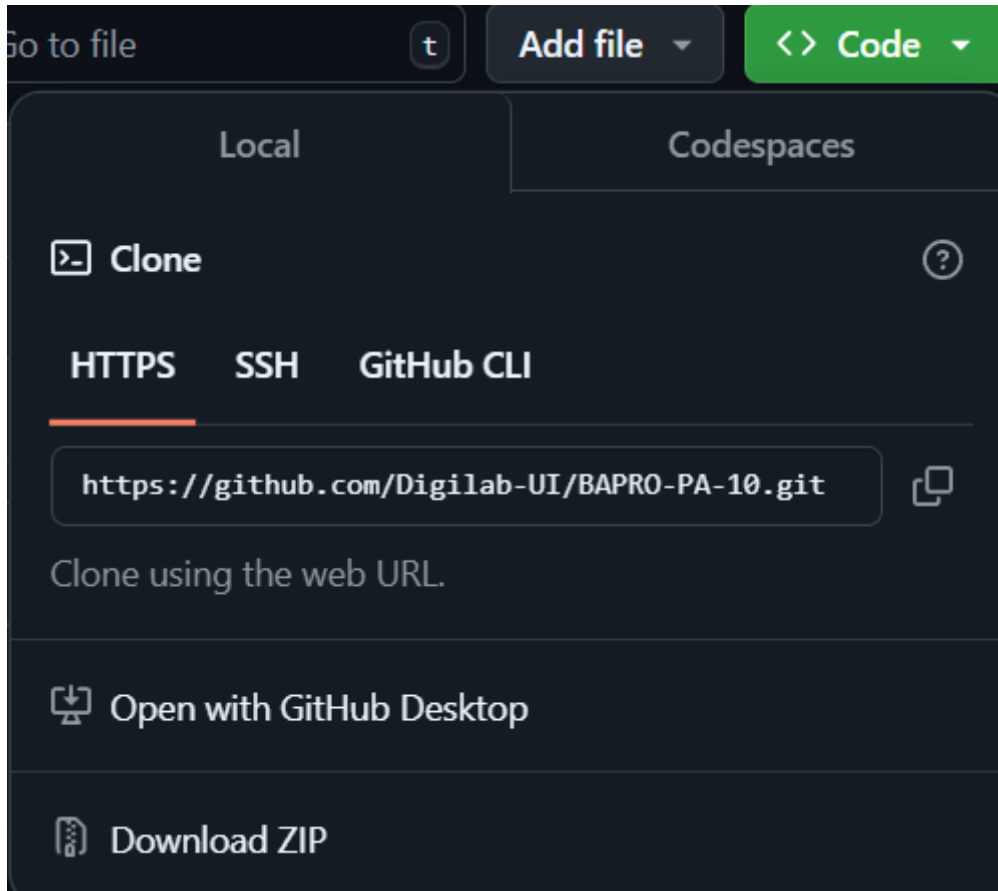 Go to file t Add file <> Code
Local Codespaces
Clone
HTTPS SSH GitHub CLI
https://github.com/Digilab-UI/BAPRO-PA-10.git
Clone using the web URL.
Open with GitHub Desktop
Download ZIP